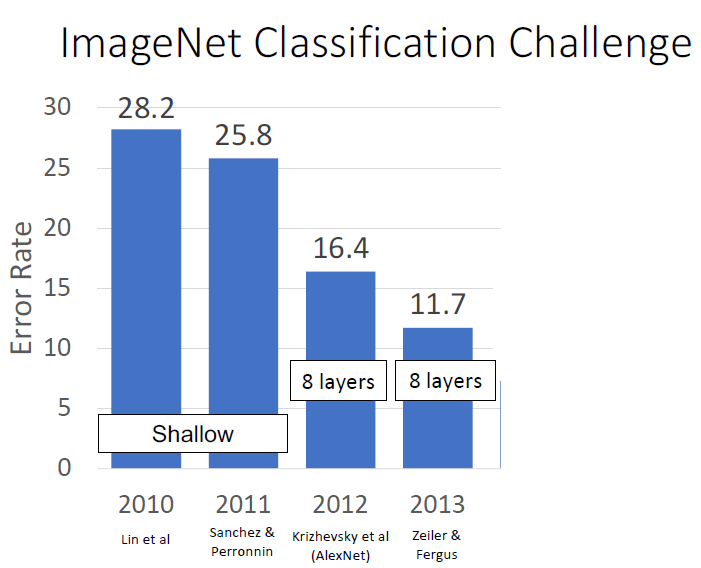 ImageNet Classification Challenge
Error Rate
30
25
20
15
10
5
0
28.2
25.8
16.4
11.7
8 layers
8 layers
Shallow
2010
2011
2012
2013
Lin et al
Sanchez &
Perronnin
Krizhevsky et al
(AlexNet)
Zeiler &
Fergus